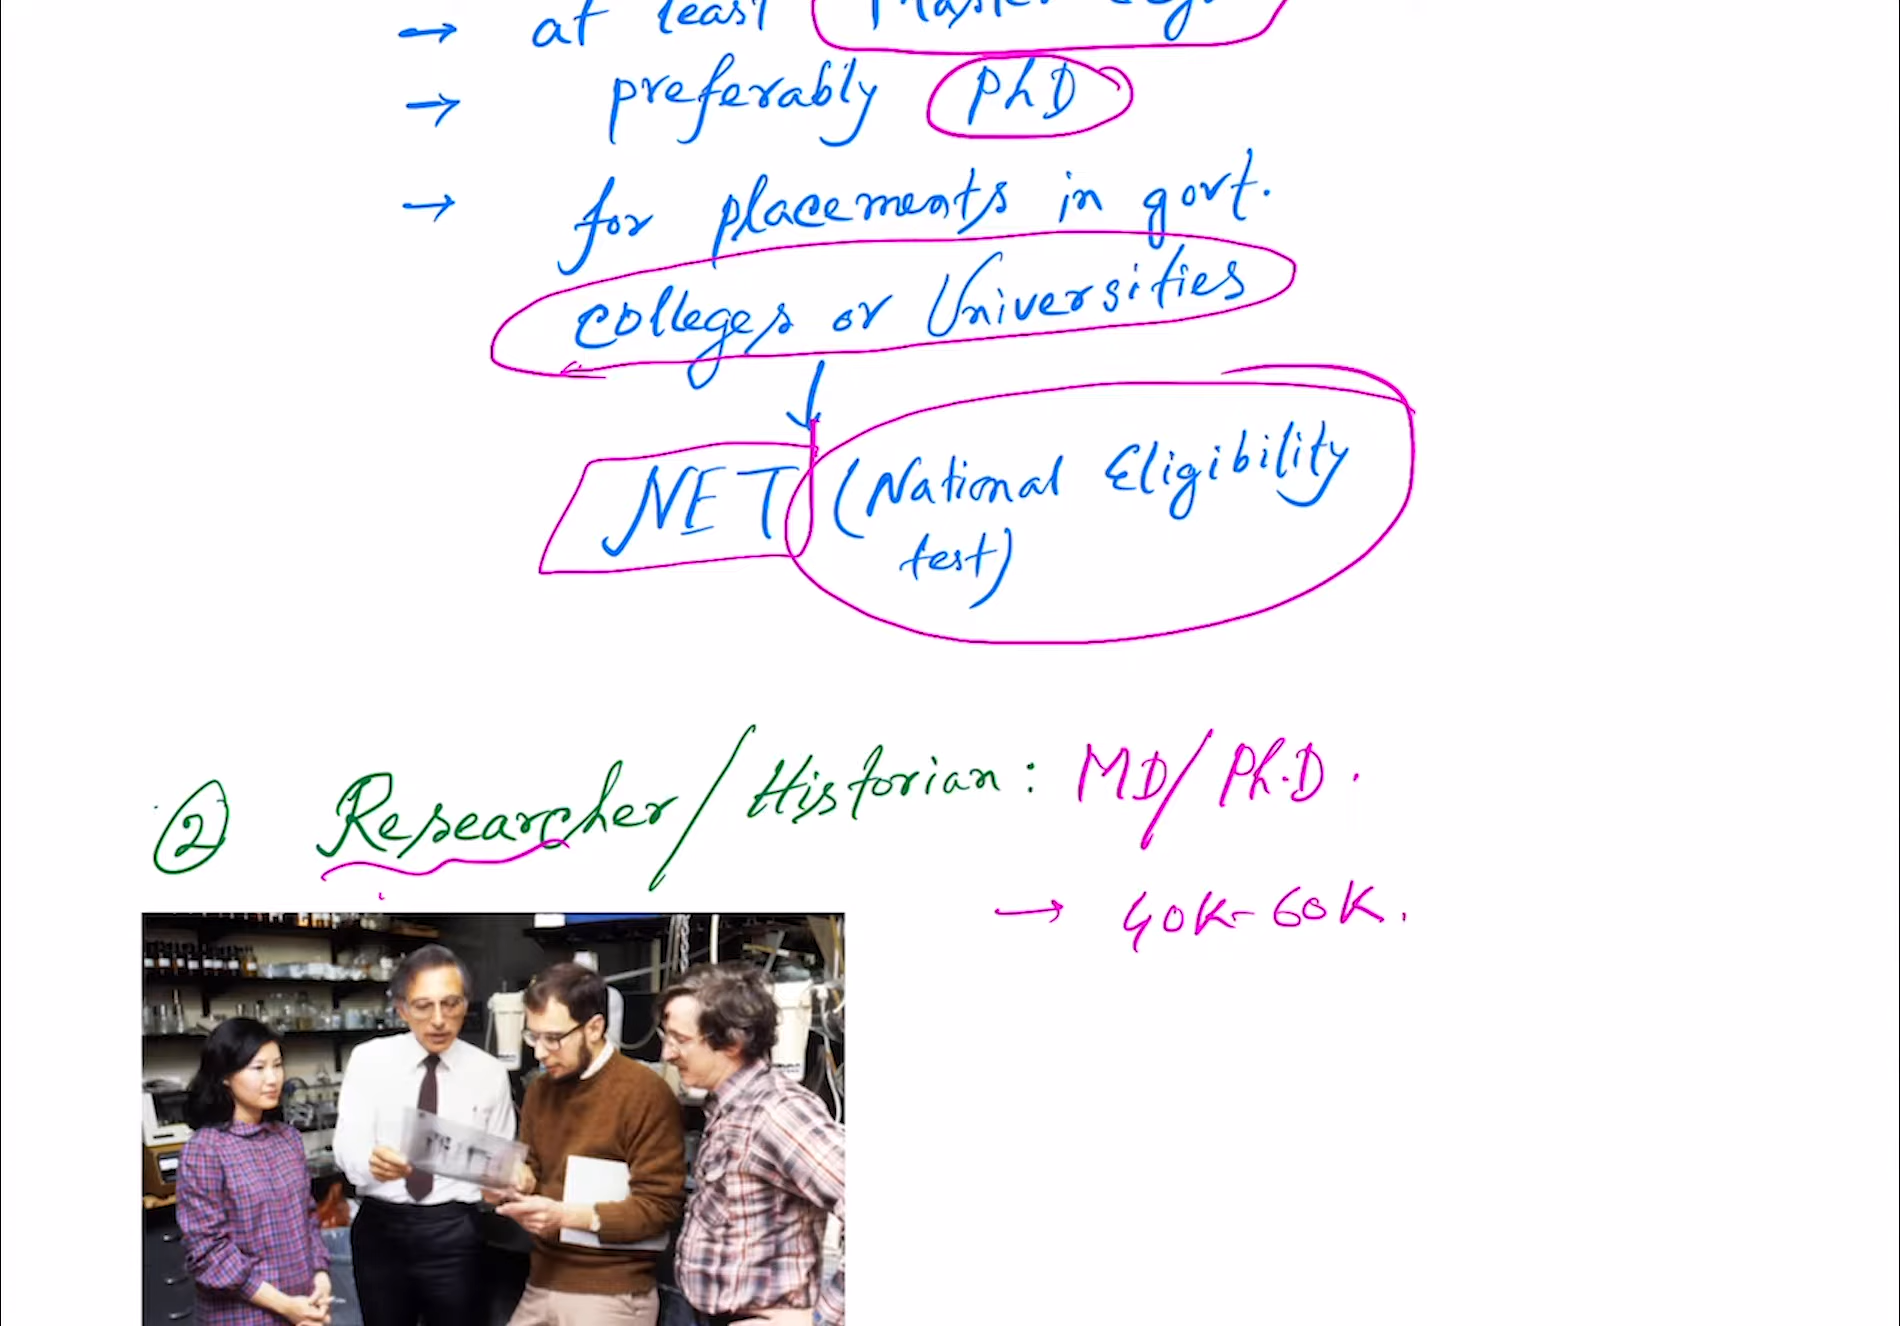 → at least Master
→ preferably PhD
→ for placements in govt.
colleges or Universities
↓
NET (National Eligibility
test)
② Researcher/Historian: MD/Ph.D.
→ 40K-60K.